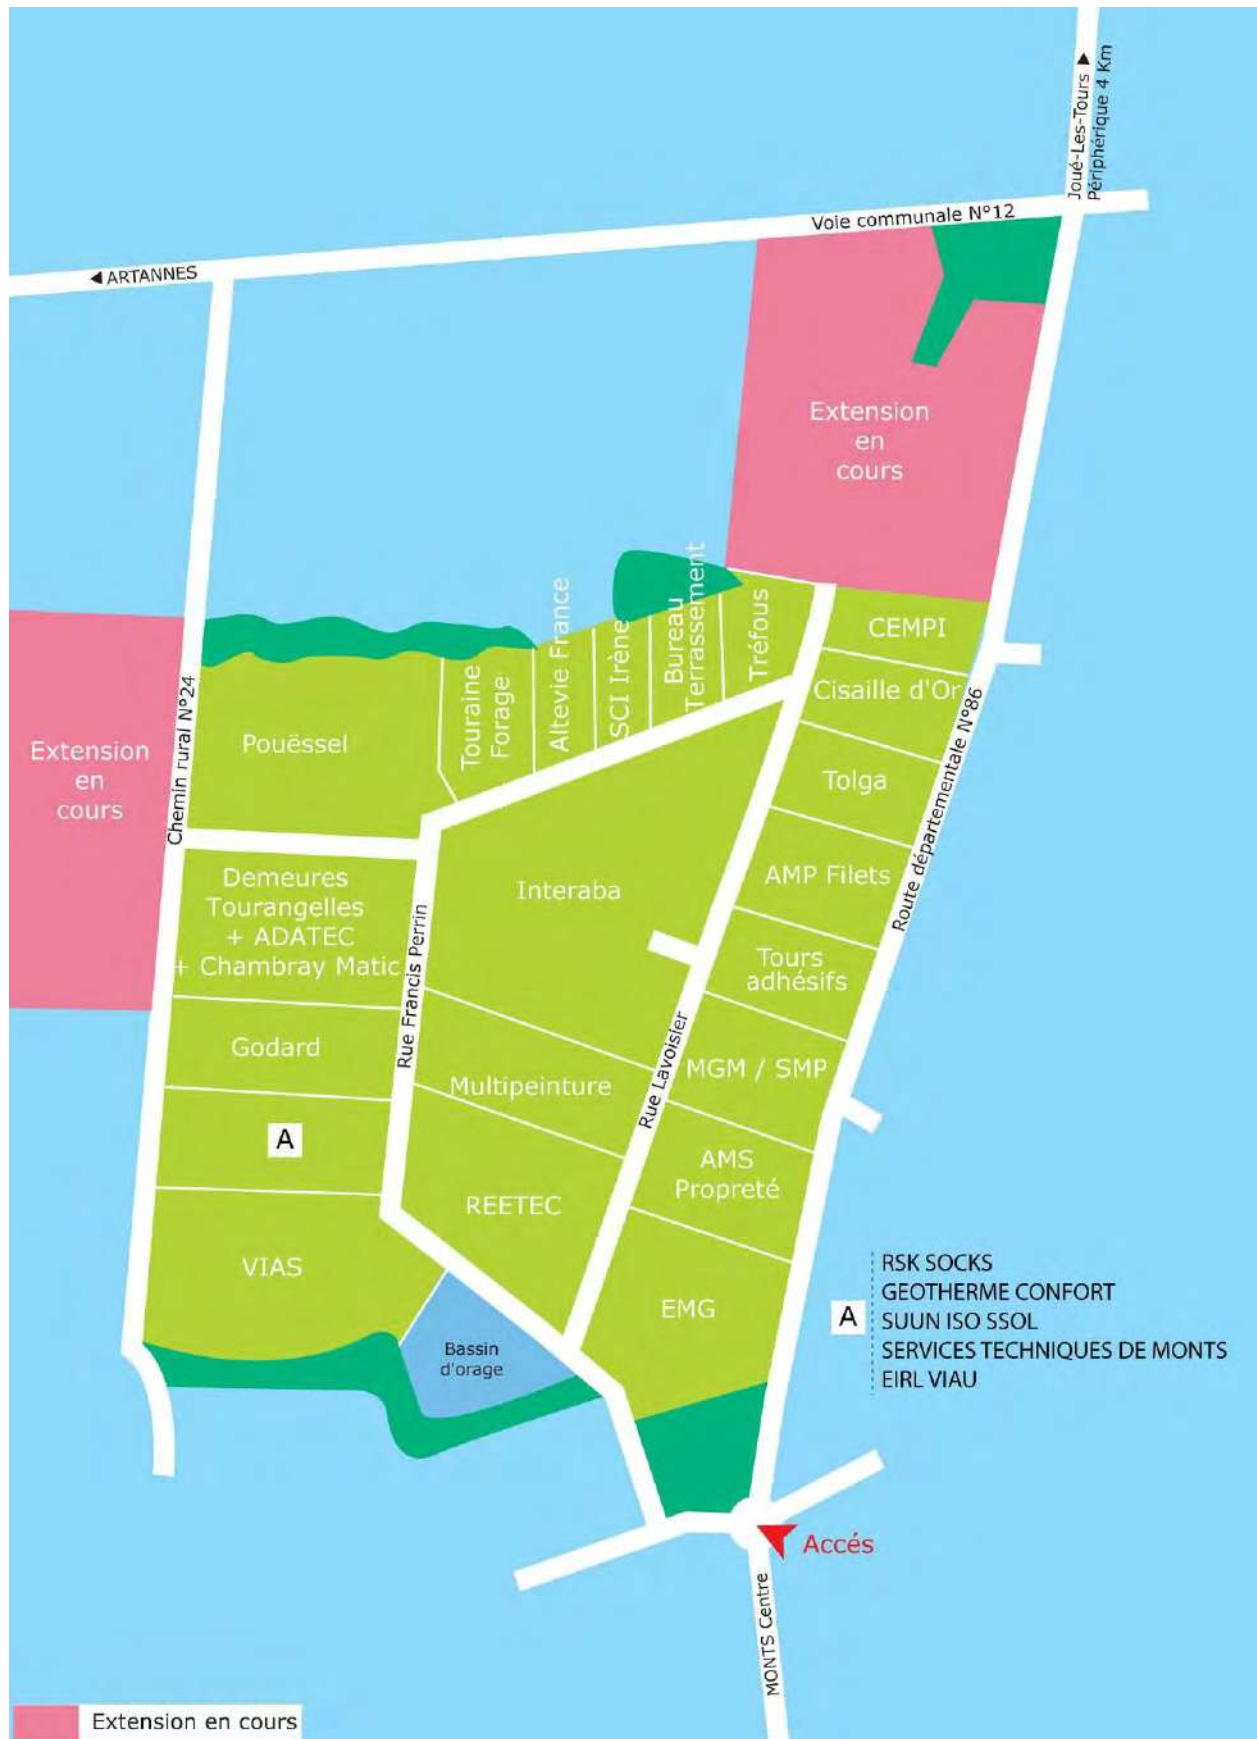 Joué-Les-Tours ▲
Périphérique 4 Km
Voie communale N°12
◀ ARTANNES
Extension
en
cours
CEMPI
Cisaille d'Or
Tréfous
Bureau
Terrassement
SCI Irène
Altevie France
Touraine
Forage
Pouëssel
Chemin rural N°24
Extension
en
cours
Tolga
Route départementale N°86
AMP Filets
Interaba
Demeures
Tourangelles
+ ADATEC
+ Chambray Matic
Rue Francis Perrin
Tours
adhésifs
Godard
Rue Lavoisier
MGM / SMP
Multipeinture
A
AMS
Propreté
REETEC
VIAS
EMG
Bassin
d'orage
A
RSK SOCKS
GEOTHERME CONFORT
SUUN ISO SSOL
SERVICES TECHNIQUES DE MONTS
EIRL VIAU
Accés
MONTS Centre
Extension en cours